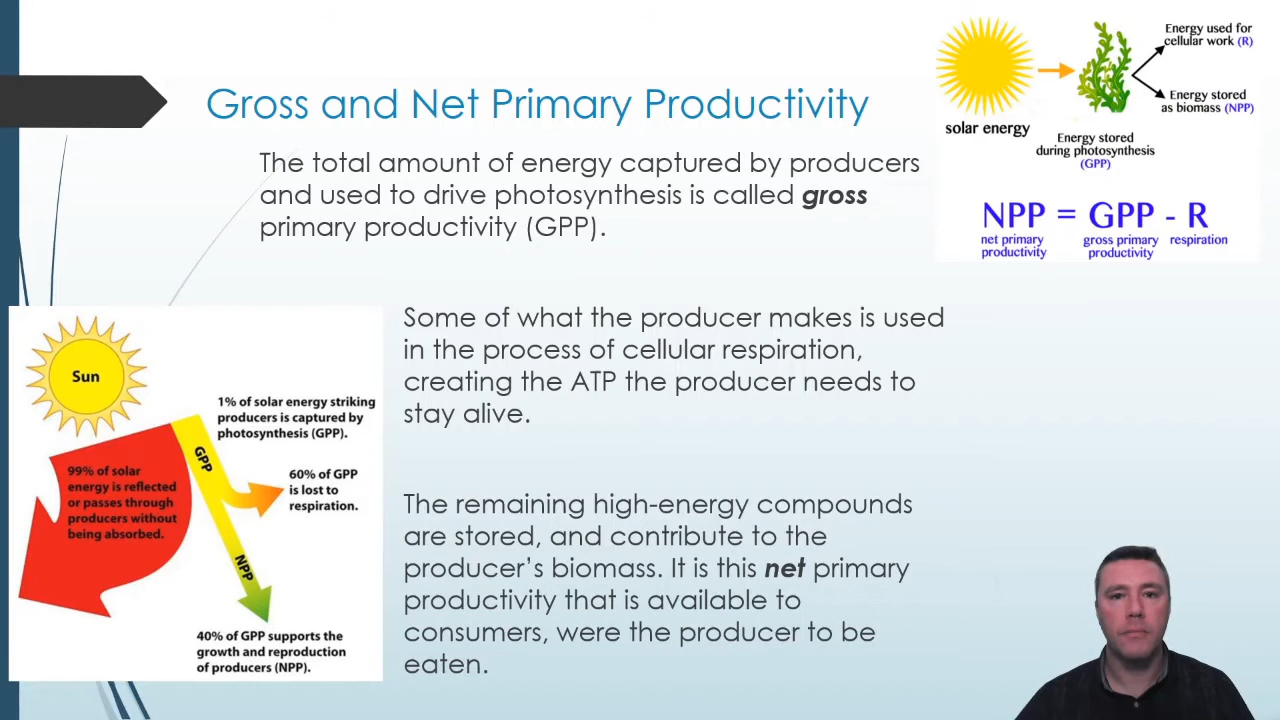 Gross and Net Primary Productivity
The total amount of energy captured by producers
and used to drive photosynthesis is called gross
primary productivity (GPP).
solar energy
Energy used for
cellular work (R)
Energy stored
as biomass (NPP)
Energy stored
during photosynthesis
(GPP)
NPP = GPP - R
net primary
productivity
gross primary
productivity
respiration
Some of what the producer makes is used
in the process of cellular respiration,
creating the ATP the producer needs to
stay alive.
The remaining high-energy compounds
are stored, and contribute to the
producer’s biomass. It is this net primary
productivity that is available to
consumers, were the producer to be
eaten.
Sun
1% of solar energy striking
producers is captured by
photosynthesis (GPP).
GPP
99% of solar
energy is reflected
or passes through
producers without
being absorbed.
60% of GPP
is lost to
respiration.
NPP
40% of GPP supports the
growth and reproduction
of producers (NPP).